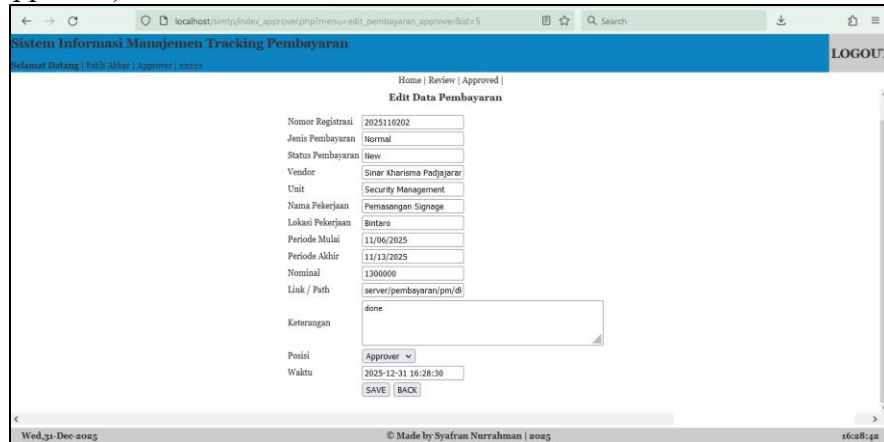 localhost/simtp/index_approver.php?menu=edit_pembayaran_approver&id=5
Search
Sistem Informasi Manajemen Tracking Pembayaran
LOGOUT
Selamat Datang | Fatih Akbar | Approver | 22222
Home | Review | Approved |
Edit Data Pembayaran
Nomor Registrasi 2025110202
Jenis Pembayaran Normal
Status Pembayaran New
Vendor Sinar Kharisma Padjajaran
Unit Security Management
Nama Pekerjaan Pemasangan Signage
Lokasi Pekerjaan Bintaro
Periode Mulai 11/06/2025
Periode Akhir 11/13/2025
Nominal 1300000
Link / Path server/pembayaran/pm/di
Keterangan done
Posisi Approver
Waktu 2025-12-31 16:28:30
SAVE BACK
Wed,31-Dec-2025 © Made by Syafran Nurrahman | 2025 16:28:42